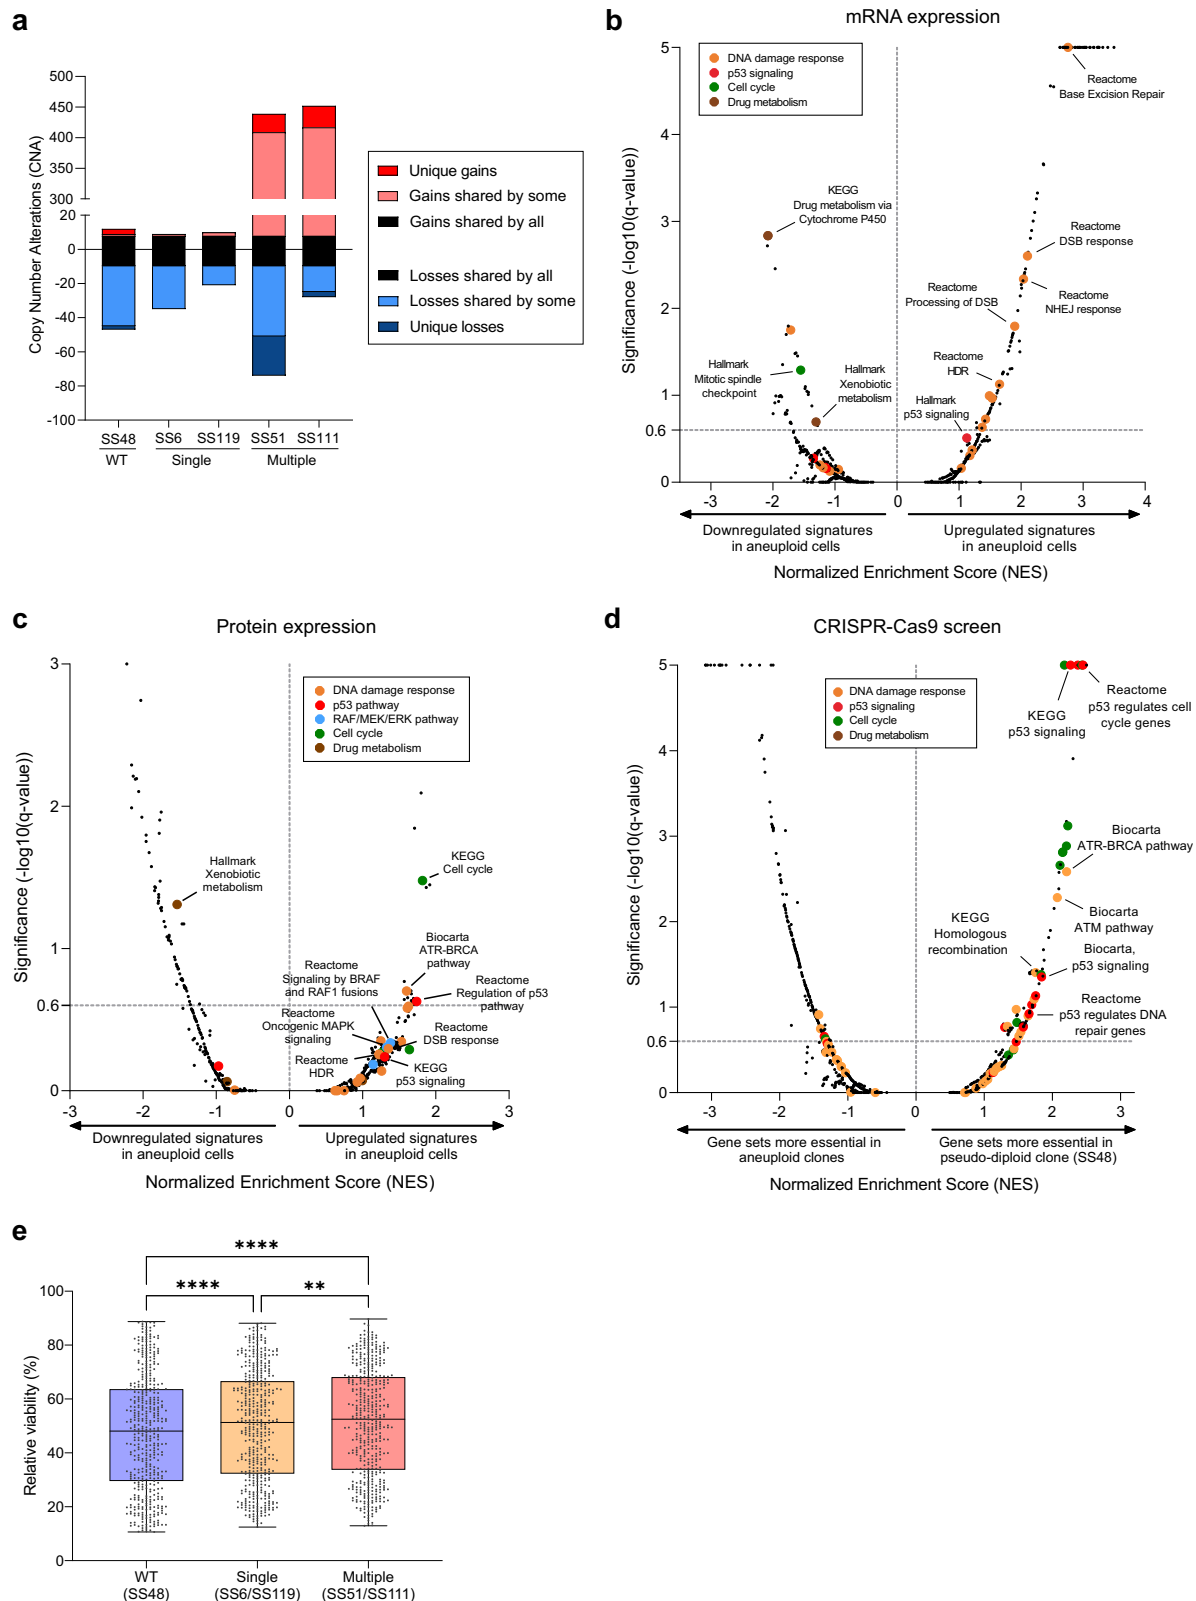 a
Copy Number Alterations (CNA)
500
450
400
350
300
20
0
-20
-40
-60
-80
-100
SS48
SS6
SS119
SS51
SS111
WT
Single
Multiple
Unique gains
Gains shared by some
Gains shared by all
Losses shared by all
Losses shared by some
Unique losses
b
mRNA expression
Significance (-log10(q-value))
5
4
3
2
1
0.6
0
DNA damage response
p53 signaling
Cell cycle
Drug metabolism
Reactome
Base Excision Repair
KEGG
Drug metabolism via
Cytochrome P450
Reactome
DSB response
Reactome
Processing of DSB
Reactome
NHEJ response
Hallmark
Mitotic spindle
checkpoint
Hallmark
Xenobiotic
metabolism
Reactome
HDR
Hallmark
p53 signaling
-3
-2
-1
0
1
2
3
4
Downregulated signatures
in aneuploid cells
Upregulated signatures
in aneuploid cells
Normalized Enrichment Score (NES)
c
Protein expression
Significance (-log10(q-value))
3
2
1
0.6
0
DNA damage response
p53 pathway
RAF/MEK/ERK pathway
Cell cycle
Drug metabolism
Hallmark
Xenobiotic
metabolism
KEGG
Cell cycle
Biocarta
ATR-BRCA
pathway
Reactome
Signaling by BRAF
and RAF1 fusions
Reactome
Regulation of p53
pathway
Reactome
Oncogenic MAPK
signaling
Reactome
DSB response
Reactome
HDR
KEGG
p53 signaling
-3
-2
-1
0
1
2
3
Downregulated signatures
in aneuploid cells
Upregulated signatures
in aneuploid cells
Normalized Enrichment Score (NES)
d
CRISPR-Cas9 screen
Significance (-log10(q-value))
5
4
3
2
1
0.6
0
DNA damage response
p53 signaling
Cell cycle
Drug metabolism
KEGG
p53 signaling
Reactome
p53 regulates cell
cycle genes
Biocarta
ATR-BRCA pathway
Biocarta
ATM pathway
KEGG
Homologous
recombination
Biocarta,
p53 signaling
Reactome
p53 regulates DNA
repair genes
-3
-2
-1
0
1
2
3
Gene sets more essential in
aneuploid clones
Gene sets more essential in
pseudo-diploid clone (SS48)
Normalized Enrichment Score (NES)
e
Relative viability (%)
100
80
60
40
20
0
****
****
**
WT
(SS48)
Single
(SS6/SS119)
Multiple
(SS51/SS111)